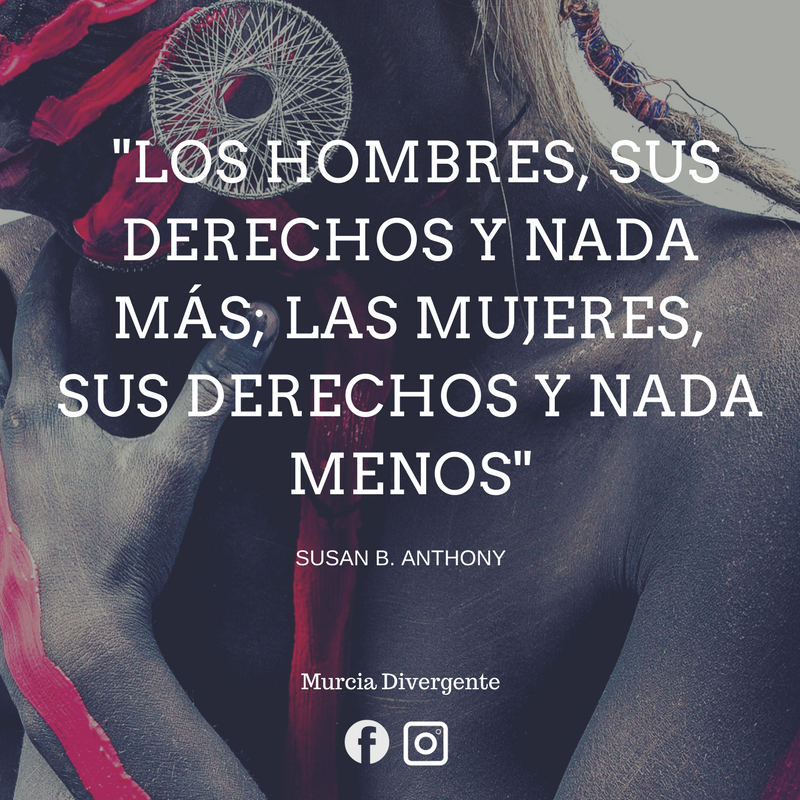 "LOS HOMBRES, SUS
DERECHOS Y NADA
MÁS; LAS MUJERES,
SUS DERECHOS Y NADA
MENOS"
SUSAN B. ANTHONY
Murcia Divergente